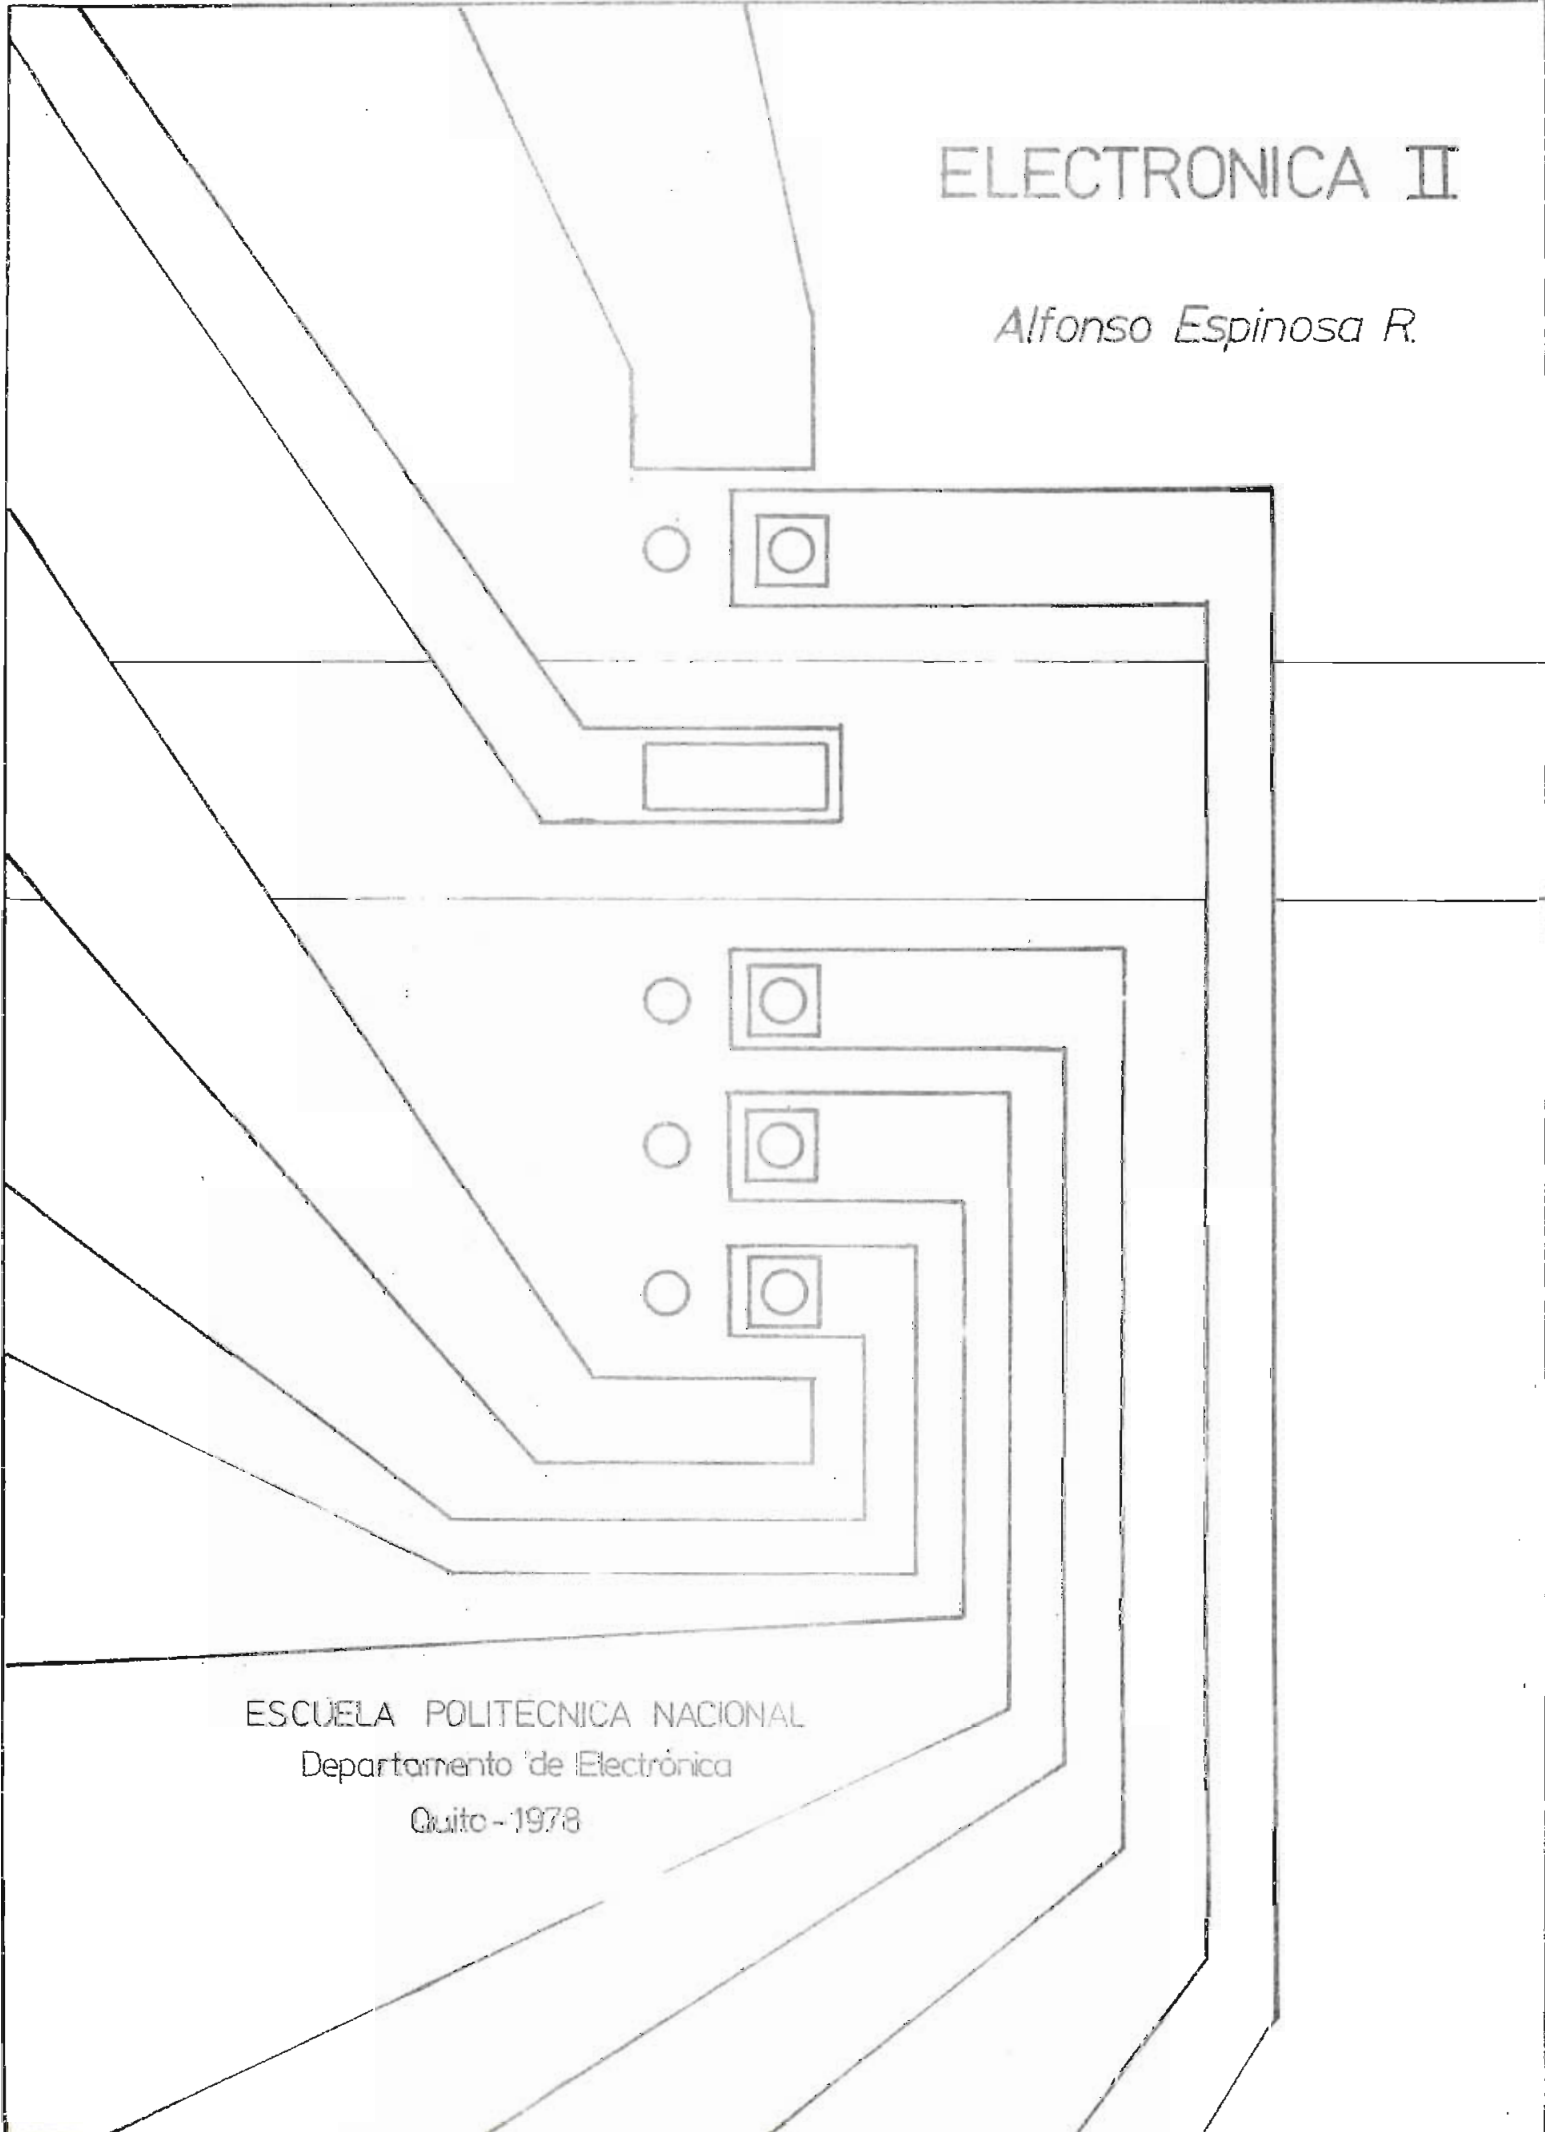 ELECTRONICA II
Alfonso Espinosa R.
ESCUELA POLITECNICA NACIONAL
Departamento de Electrónica
Quito-1978